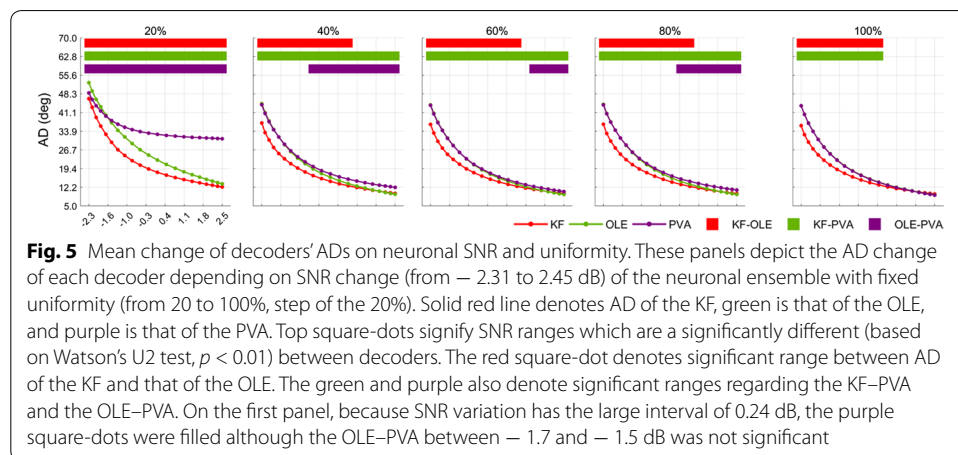 20% 40% 60% 80% 100%
70.0
62.8
55.6
48.3
41.1
33.9
26.7
19.4
12.2
5.0
AD (deg)
-2.3 -1.6 -1.0 -0.3 0.4 1.1 1.8 2.5
KF OLE PVA KF-OLE KF-PVA OLE-PVA
Fig. 5 Mean change of decoders' ADs on neuronal SNR and uniformity. These panels depict the AD change
of each decoder depending on SNR change (from − 2.31 to 2.45 dB) of the neuronal ensemble with fixed
uniformity (from 20 to 100%, step of the 20%). Solid red line denotes AD of the KF, green is that of the OLE,
and purple is that of the PVA. Top square-dots signify SNR ranges which are a significantly different (based
on Watson's U2 test, p < 0.01) between decoders. The red square-dot denotes significant range between AD
of the KF and that of the OLE. The green and purple also denote significant ranges regarding the KF–PVA
and the OLE–PVA. On the first panel, because SNR variation has the large interval of 0.24 dB, the purple
square-dots were filled although the OLE–PVA between − 1.7 and − 1.5 dB was not significant